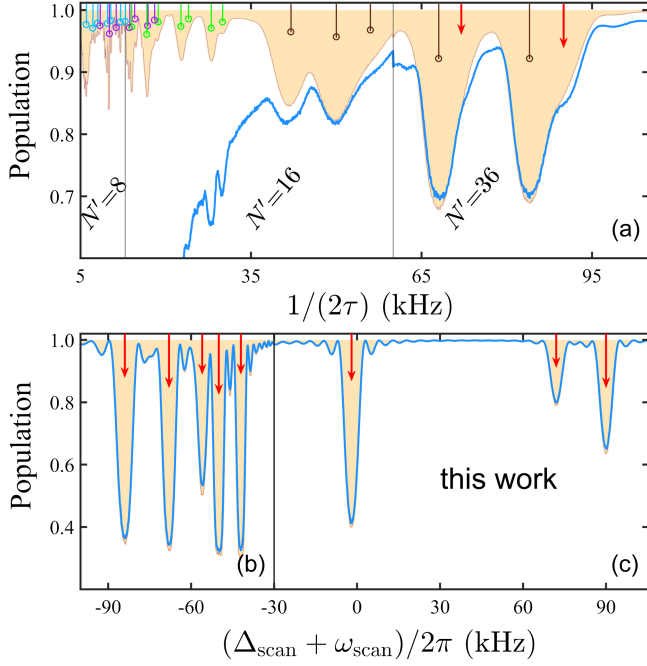 Population
1.0
0.9
0.8
0.7
N'=8
N'=16
N'=36
(a)
5
35
65
95
1/(2τ) (kHz)
Population
1.0
0.8
0.6
0.4
this work
(b)
(c)
-90
-60
-30
0
30
60
90
(Δscan + ωscan)/2π (kHz)